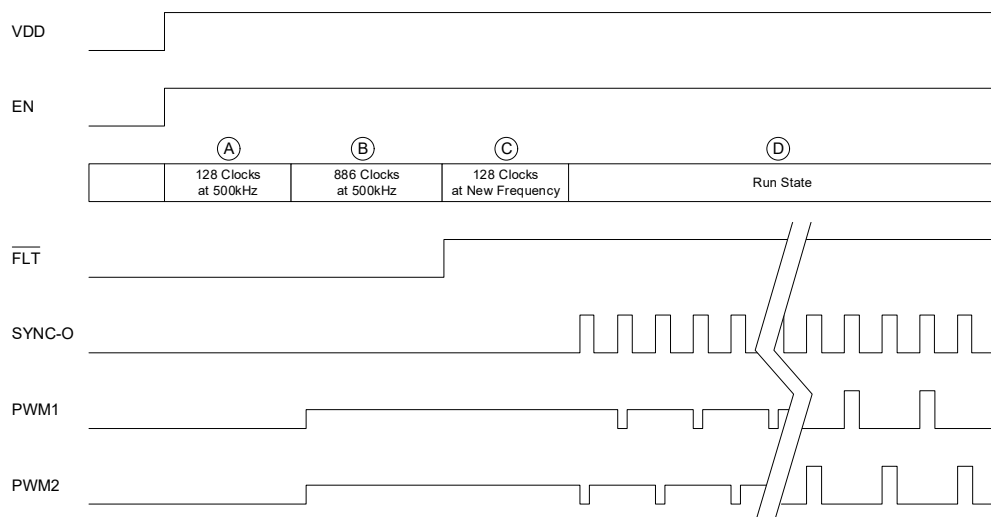 VDD
EN
A
B
C
D
128 Clocks
at 500kHz
886 Clocks
at 500kHz
128 Clocks
at New Frequency
Run State
FLT
SYNC-O
PWM1
PWM2